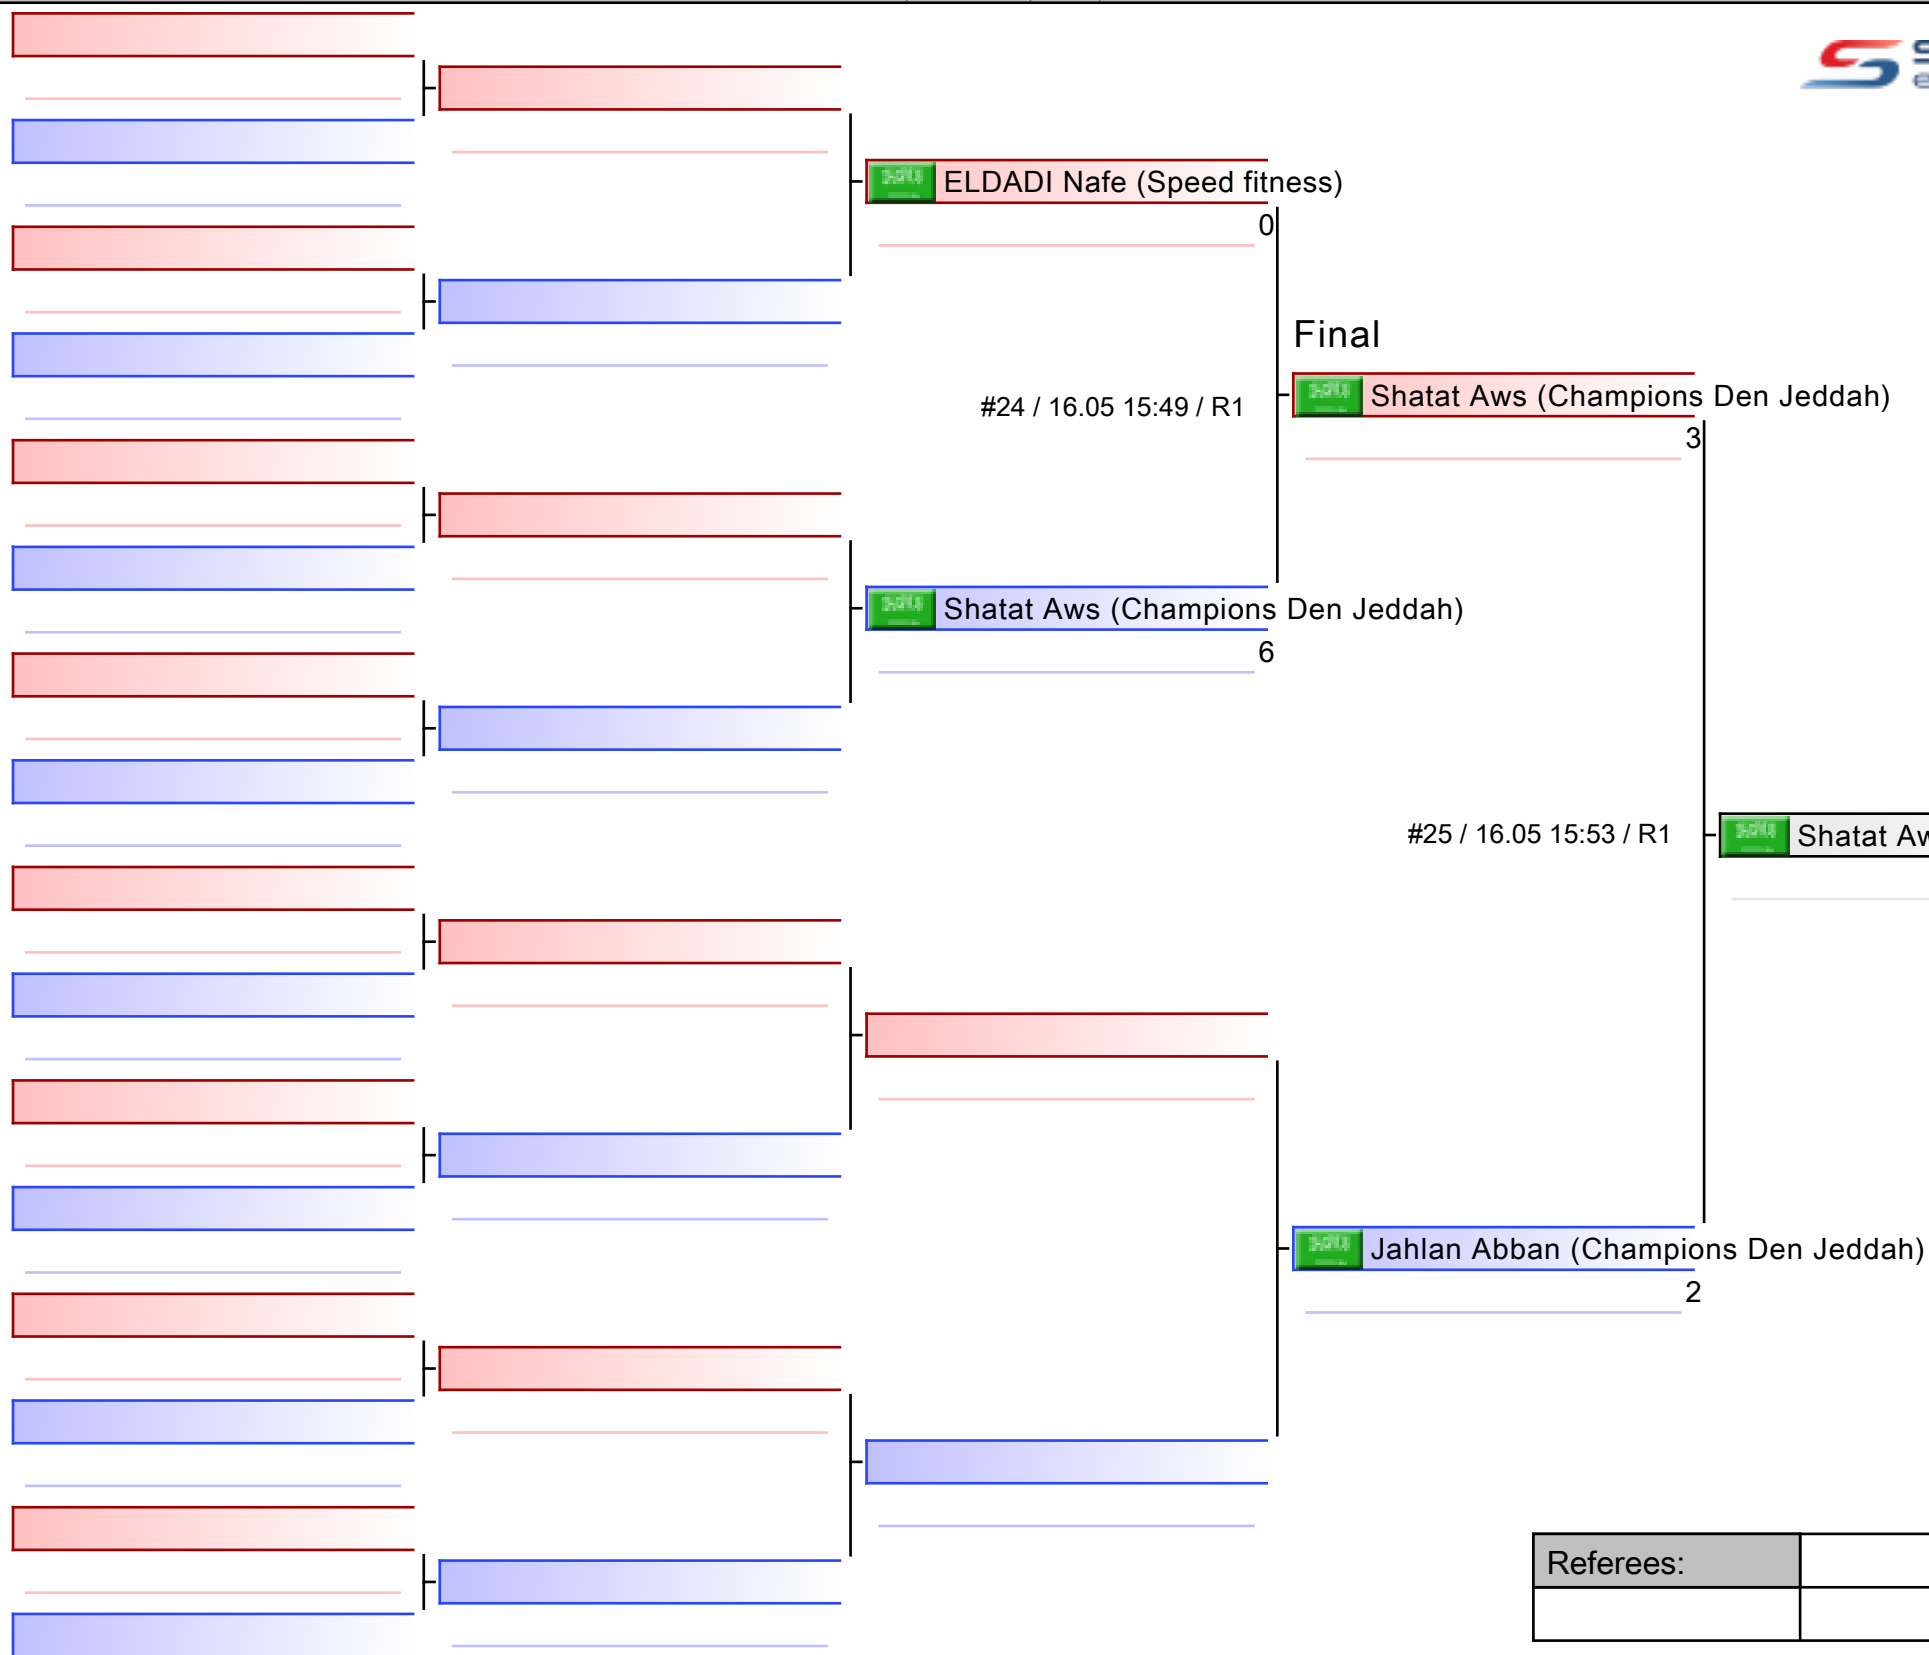 ELDADI Nafe (Speed fitness)
0
Final
#24 / 16.05 15:49 / R1
Shatat Aws (Champions Den Jeddah)
3
Shatat Aws (Champions Den Jeddah)
6
#25 / 16.05 15:53 / R1
Shatat
Jahlan Abban (Champions Den Jeddah)
2
Referees: